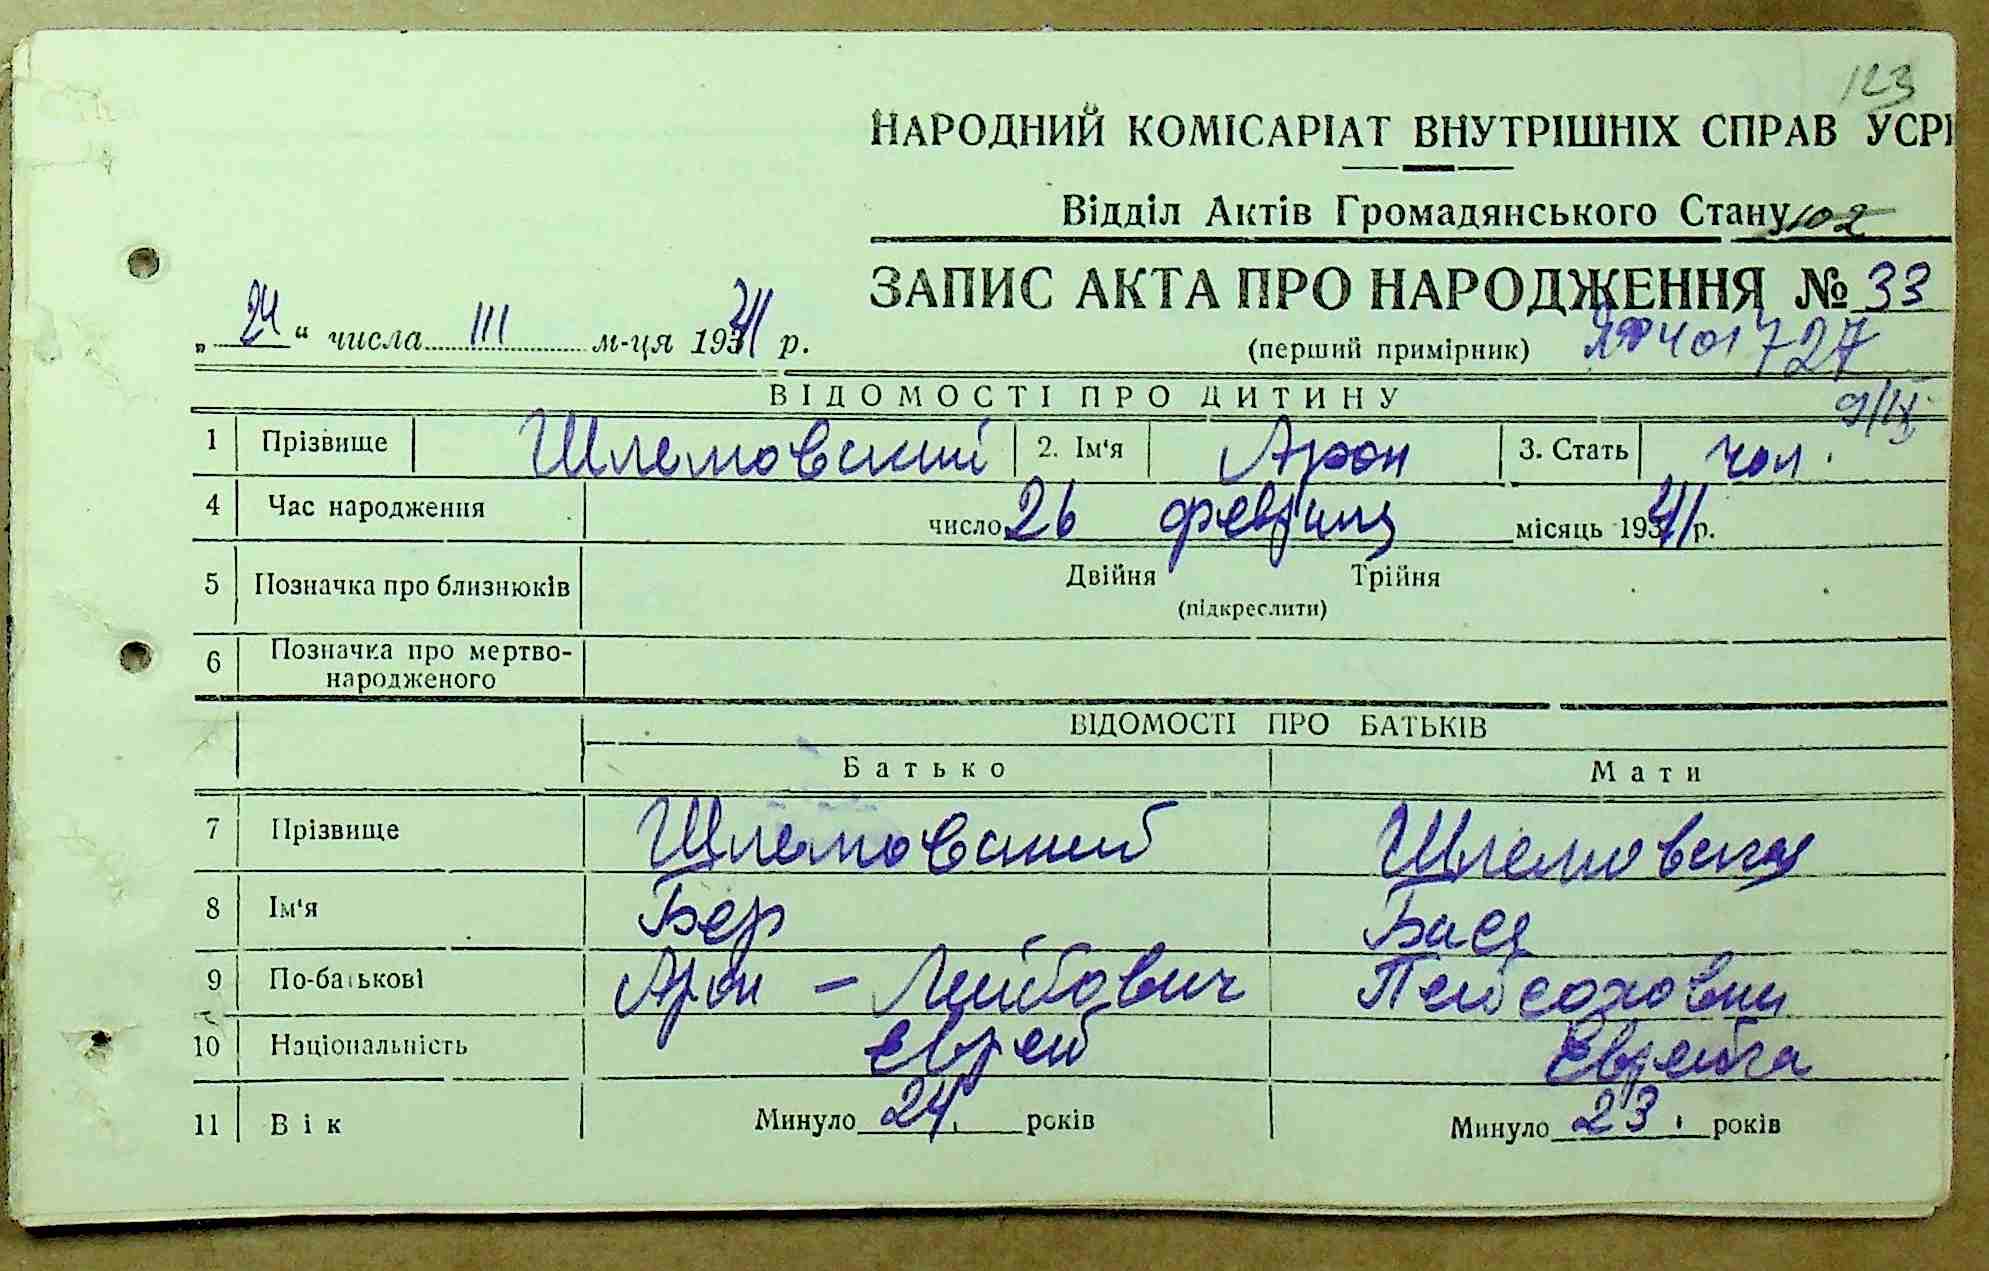 123
НАРОДНИЙ КОМІСАРІАТ ВНУТРІШНІХ СПРАВ УСР
Відділ Актів Громадянського Стану 102
ЗАПИС АКТА ПРО НАРОДЖЕННЯ № 33
„24“ числа III м-ця 1941 р.
(перший примірник) 401727
ВІДОМОСТІ ПРО ДИТИНУ
1 Прізвище Шлемовский 2. Ім'я Арон 3. Стать чол.
4 Час народження число 26 февраля місяць 1941 р.
5 Позначка про близнюків Двійня Трійня
(підкреслити)
6 Позначка про мертво-
народженого
ВІДОМОСТІ ПРО БАТЬКІВ
Батько Мати
7 Прізвище Шлемовский Шлемовская
8 Ім'я Бер Бася
9 По-батькові Арон - Лейбович Пейсоховна
10 Національність Еврей Еврейка
11 Вік Минуло 24 років Минуло 23 років